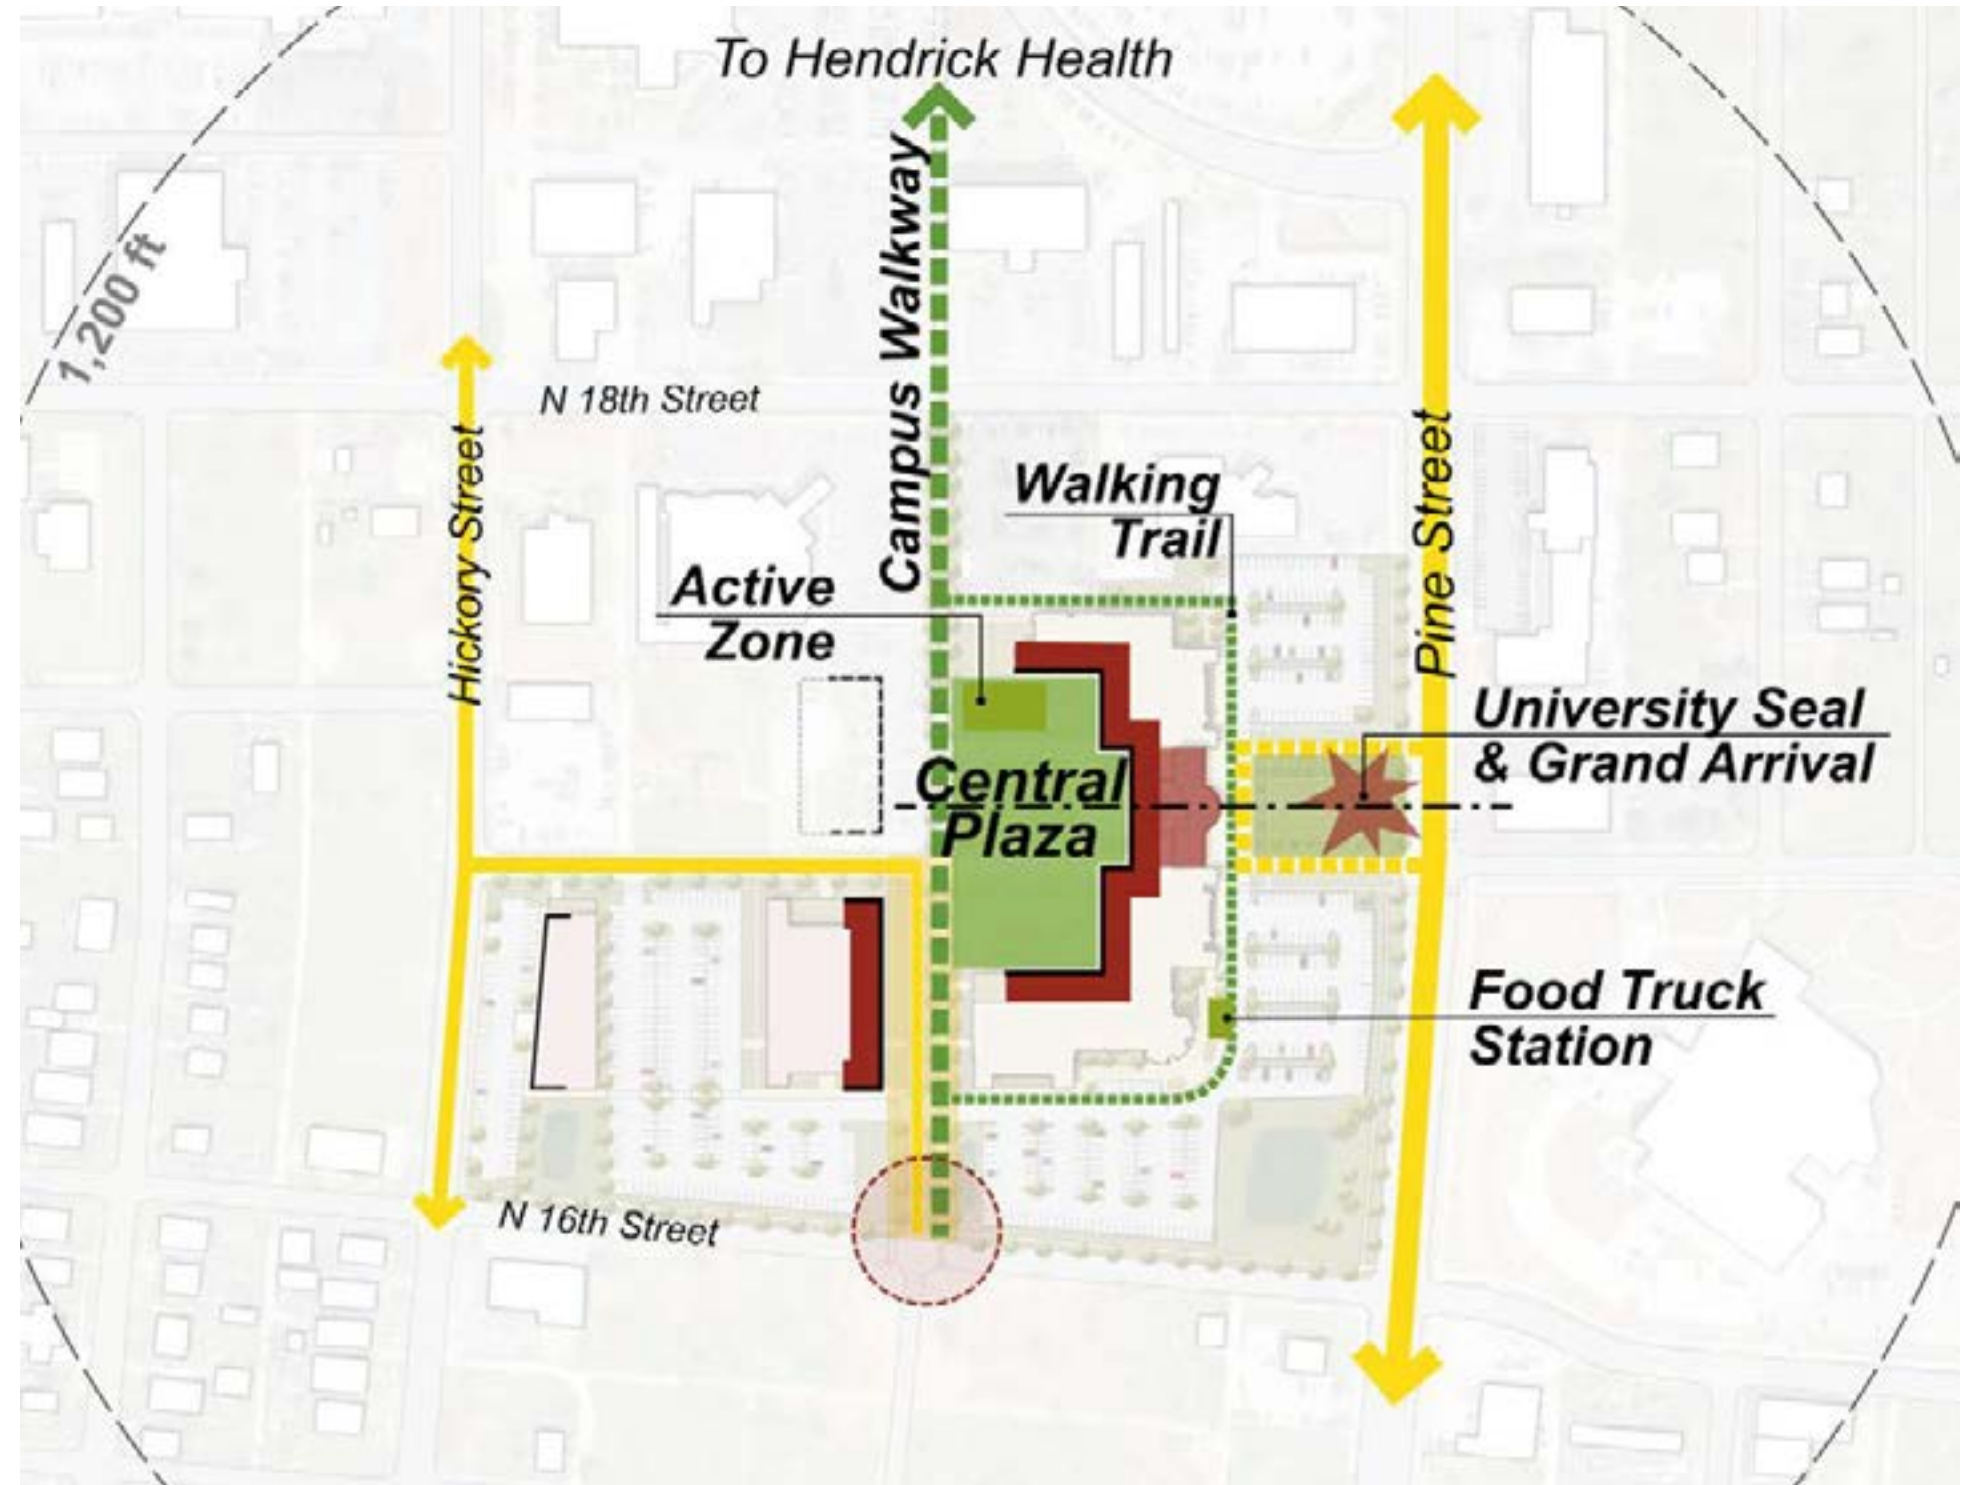 To Hendrick Health
Campus Walkway
1,200 ft
N 18th Street
Hickory Street
Pine Street
Walking
Trail
Active
Zone
University Seal
& Grand Arrival
Central
Plaza
Food Truck
Station
N 16th Street